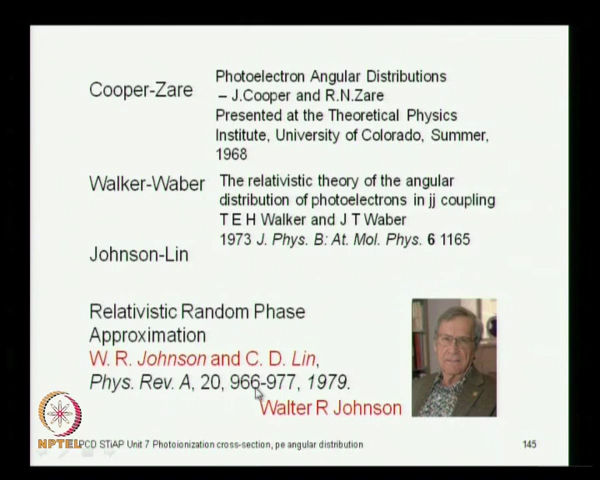 Cooper-Zare
Photoelectron Angular Distributions
– J.Cooper and R.N.Zare
Presented at the Theoretical Physics
Institute, University of Colorado, Summer,
1968
Walker-Waber
The relativistic theory of the angular
distribution of photoelectrons in jj coupling
T E H Walker and J T Waber
1973 J. Phys. B: At. Mol. Phys. 6 1165
Johnson-Lin
Relativistic Random Phase
Approximation
W. R. Johnson and C. D. Lin,
Phys. Rev. A, 20, 966-977, 1979.
Walter R Johnson
NPTEL
PCD STiAP Unit 7 Photoionization cross-section, pe angular distribution
145